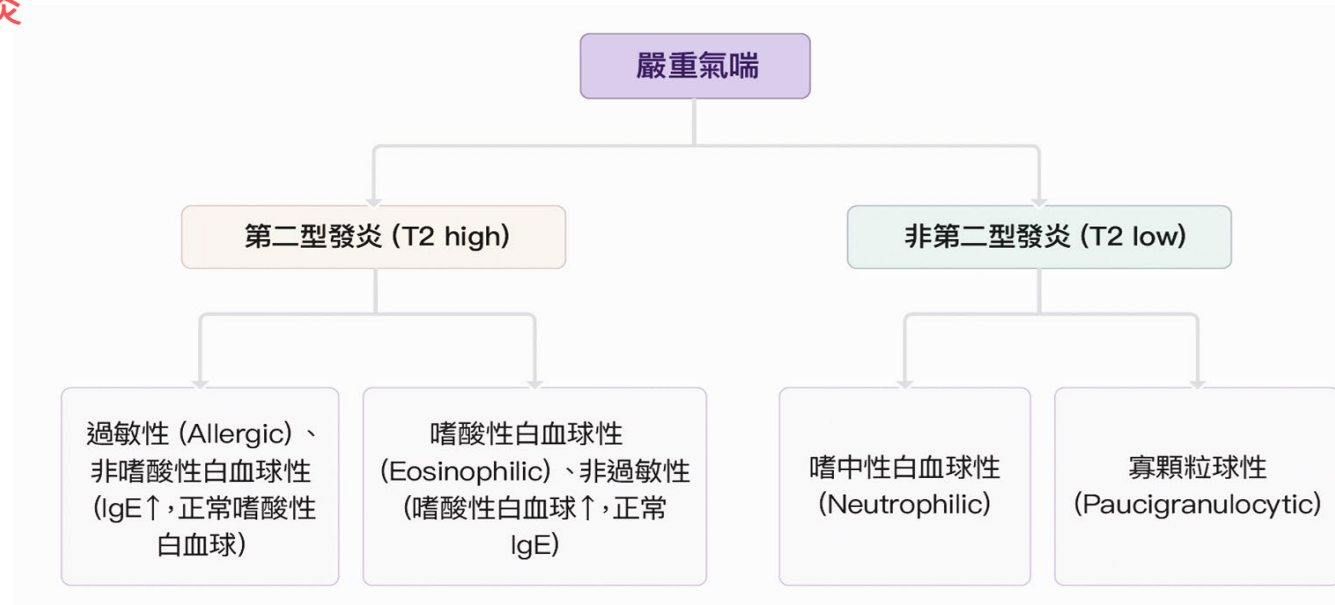 炎
嚴重氣喘
第二型發炎 (T2 high)
非第二型發炎 (T2 low)
過敏性 (Allergic)、
非嗜酸性白血球性
(IgE↑,正常嗜酸性
白血球)
嗜酸性白血球性
(Eosinophilic)、非過敏性
(嗜酸性白血球↑,正常
IgE)
嗜中性白血球性
(Neutrophilic)
寡顆粒球性
(Paucigranulocytic)